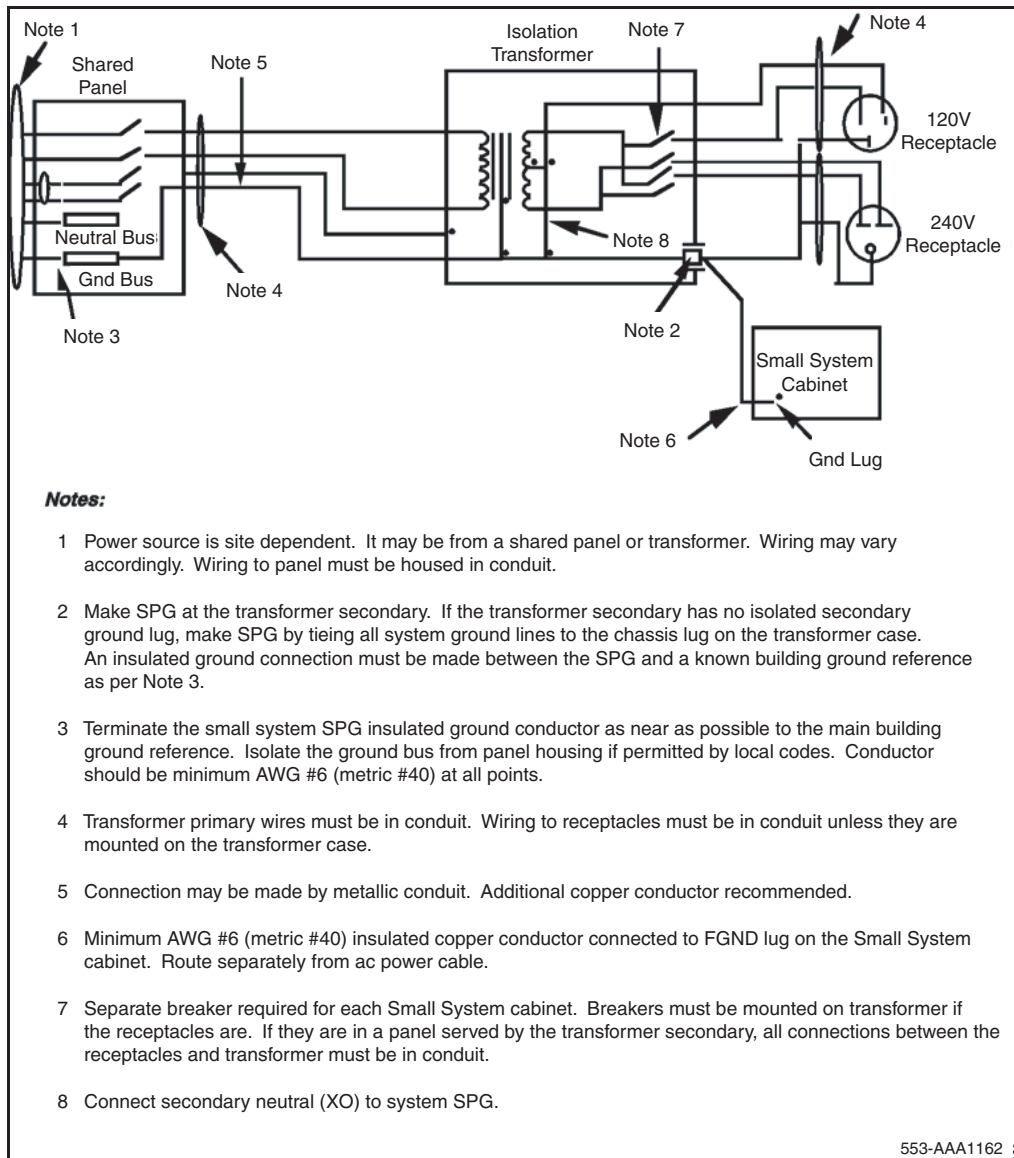 Note 1
Shared
Panel
Note 5
Isolation
Transformer
Note 7
Note 4
120V
Receptacle
Neutral Bus
Gnd Bus
Note 3
Note 4
Note 8
240V
Receptacle
Note 2
Small System
Cabinet
Note 6
Gnd Lug
Notes:
1 Power source is site dependent. It may be from a shared panel or transformer. Wiring may vary
accordingly. Wiring to panel must be housed in conduit.
2 Make SPG at the transformer secondary. If the transformer secondary has no isolated secondary
ground lug, make SPG by tieing all system ground lines to the chassis lug on the transformer case.
An insulated ground connection must be made between the SPG and a known building ground reference
as per Note 3.
3 Terminate the small system SPG insulated ground conductor as near as possible to the main building
ground reference. Isolate the ground bus from panel housing if permitted by local codes. Conductor
should be minimum AWG #6 (metric #40) at all points.
4 Transformer primary wires must be in conduit. Wiring to receptacles must be in conduit unless they are
mounted on the transformer case.
5 Connection may be made by metallic conduit. Additional copper conductor recommended.
6 Minimum AWG #6 (metric #40) insulated copper conductor connected to FGND lug on the Small System
cabinet. Route separately from ac power cable.
7 Separate breaker required for each Small System cabinet. Breakers must be mounted on transformer if
the receptacles are. If they are in a panel served by the transformer secondary, all connections between the
receptacles and transformer must be in conduit.
8 Connect secondary neutral (XO) to system SPG.
553-AAA1162